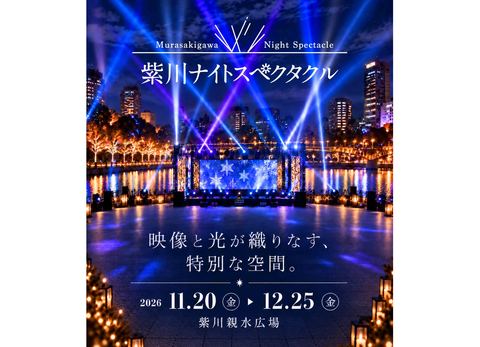 Murasakigawa Night Spectacle
紫川ナイトスペクタクル
映像と光が織りなす、
特別な空間。
2026 11.20 金 ▶ 12.25 金
紫川親水広場